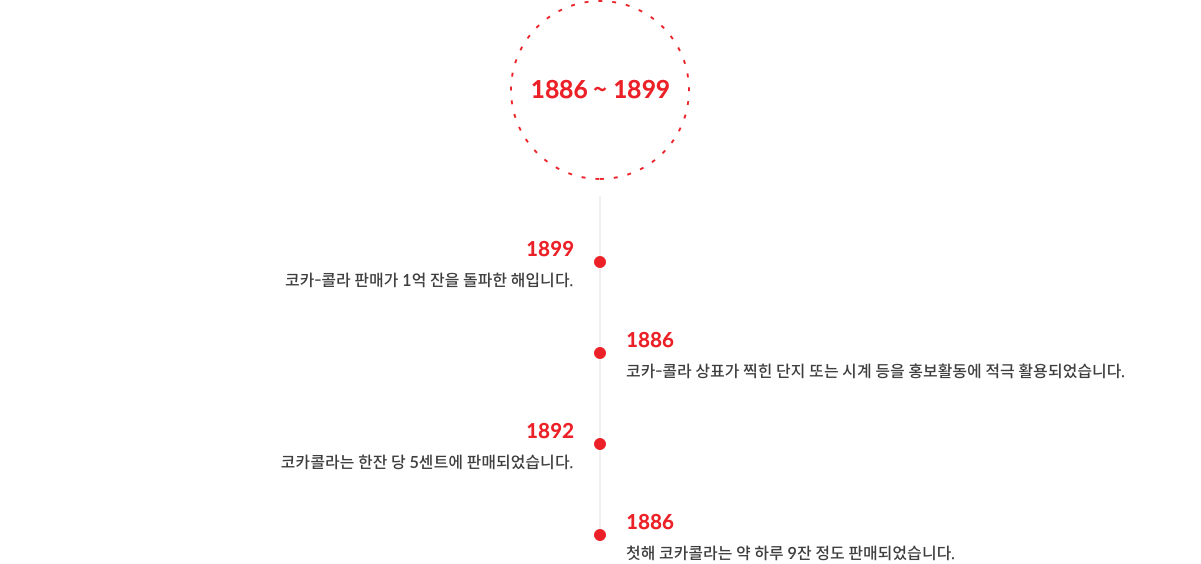 1886 ~ 1899
1899
코카-콜라 판매가 1억 잔을 돌파한 해입니다.
1886
코카-콜라 상표가 찍힌 단지 또는 시계 등을 홍보활동에 적극 활용되었습니다.
1892
코카콜라는 한잔 당 5센트에 판매되었습니다.
1886
첫해 코카콜라는 약 하루 9잔 정도 판매되었습니다.